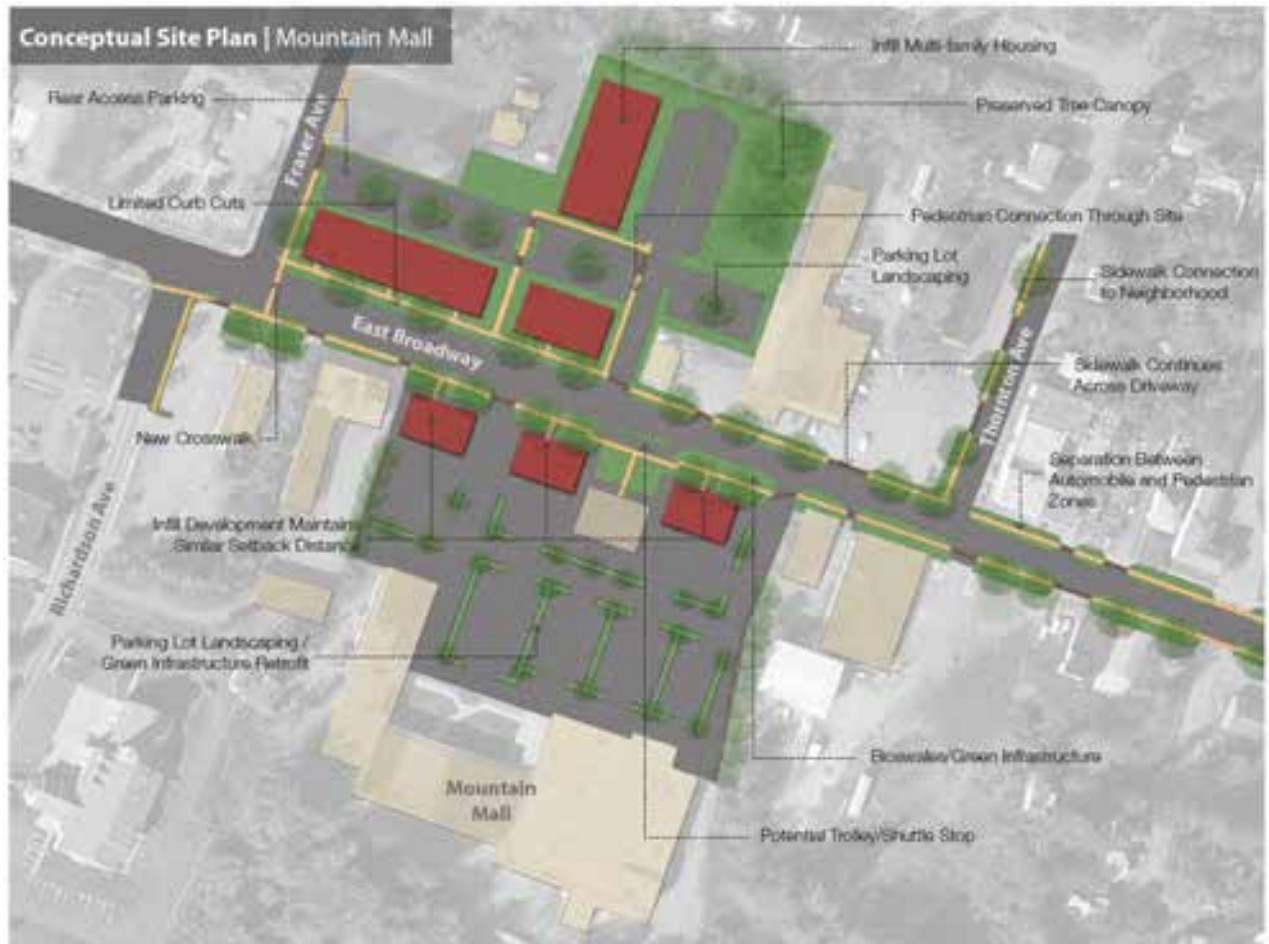 Conceptual Site Plan | Mountain Mall
Infill Multi-family Housing
Rear Access Parking
Preserved Tree Canopy
Fraser Ave
Limited Curb Cuts
Pedestrian Connection Through Site
Parking Lot
Landscaping
Sidewalk Connection
to Neighborhood
East Broadway
Sidewalk Continues
Across Driveway
Thornton Ave
New Crosswalk
Separation Between
Automobile and Pedestrian
Zones
Richardson Ave
Infill Development Maintains
Similar Setback Distance
Parking Lot Landscaping /
Green Infrastructure Retrofit
Bioswales/Green Infrastructure
Mountain
Mall
Potential Trolley/Shuttle Stop